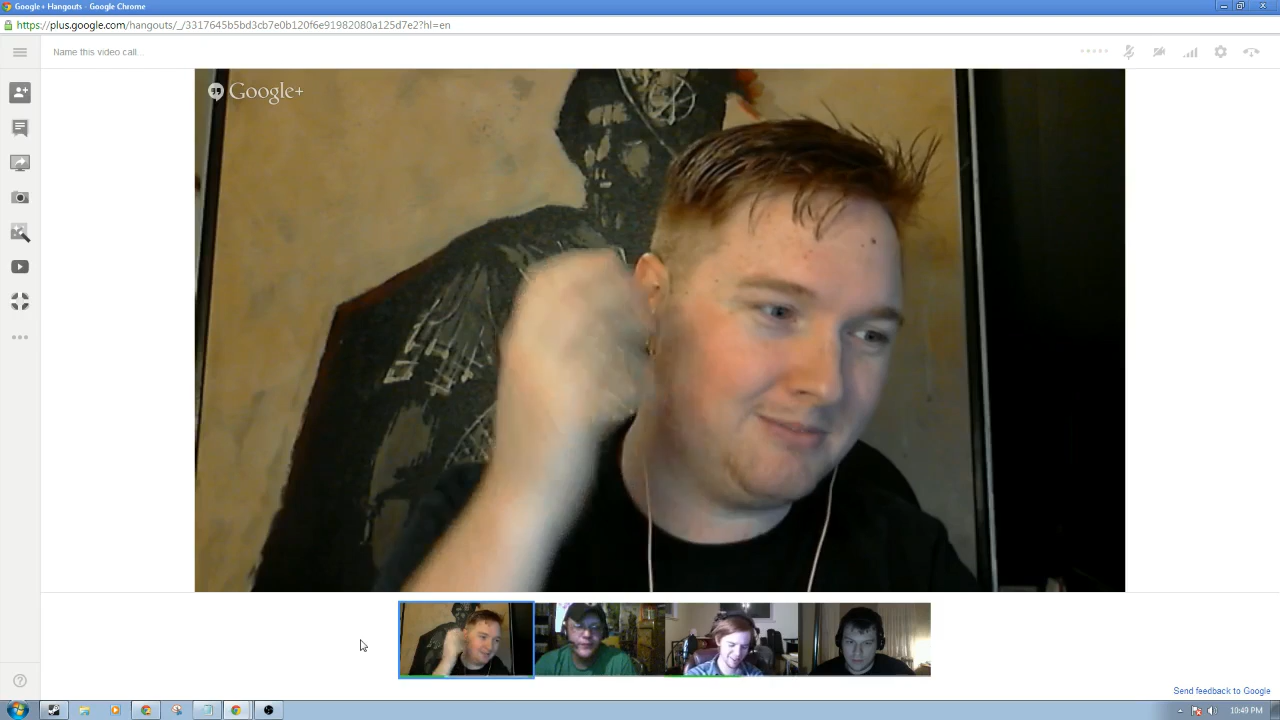 Google+ Hangouts - Google Chrome
https://plus.google.com/hangouts/_/3317645b5bd3cb7e0b120f6e91982080a125d7e2?hl=en
Name this video call...
Google+
Send feedback to Google
10:49 PM